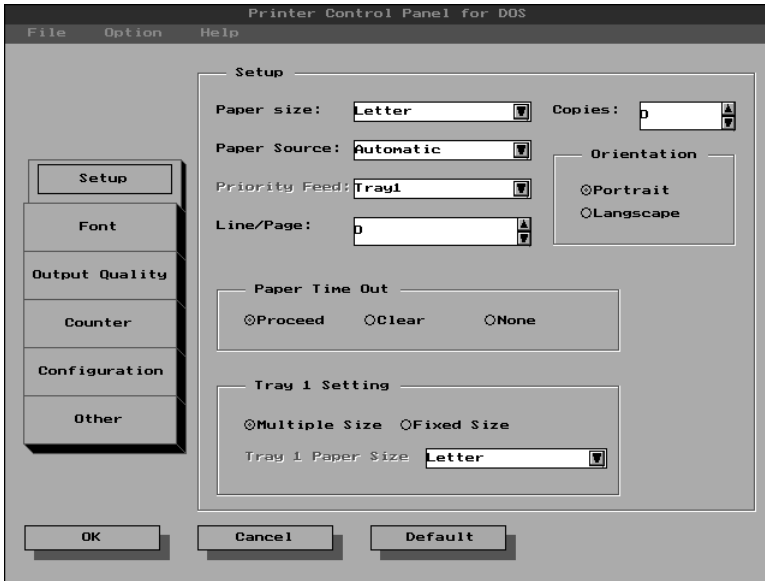 Printer Control Panel for DOS
File Option Help
Setup
Font
Output Quality
Counter
Configuration
Other
Setup
Paper size: Letter
Copies: 0
Paper Source: Automatic
Priority Feed: Tray1
Line/Page: 0
Orientation
Portrait
Langscape
Paper Time Out
Proceed Clear None
Tray 1 Setting
Multiple Size Fixed Size
Tray 1 Paper Size Letter
OK Cancel Default